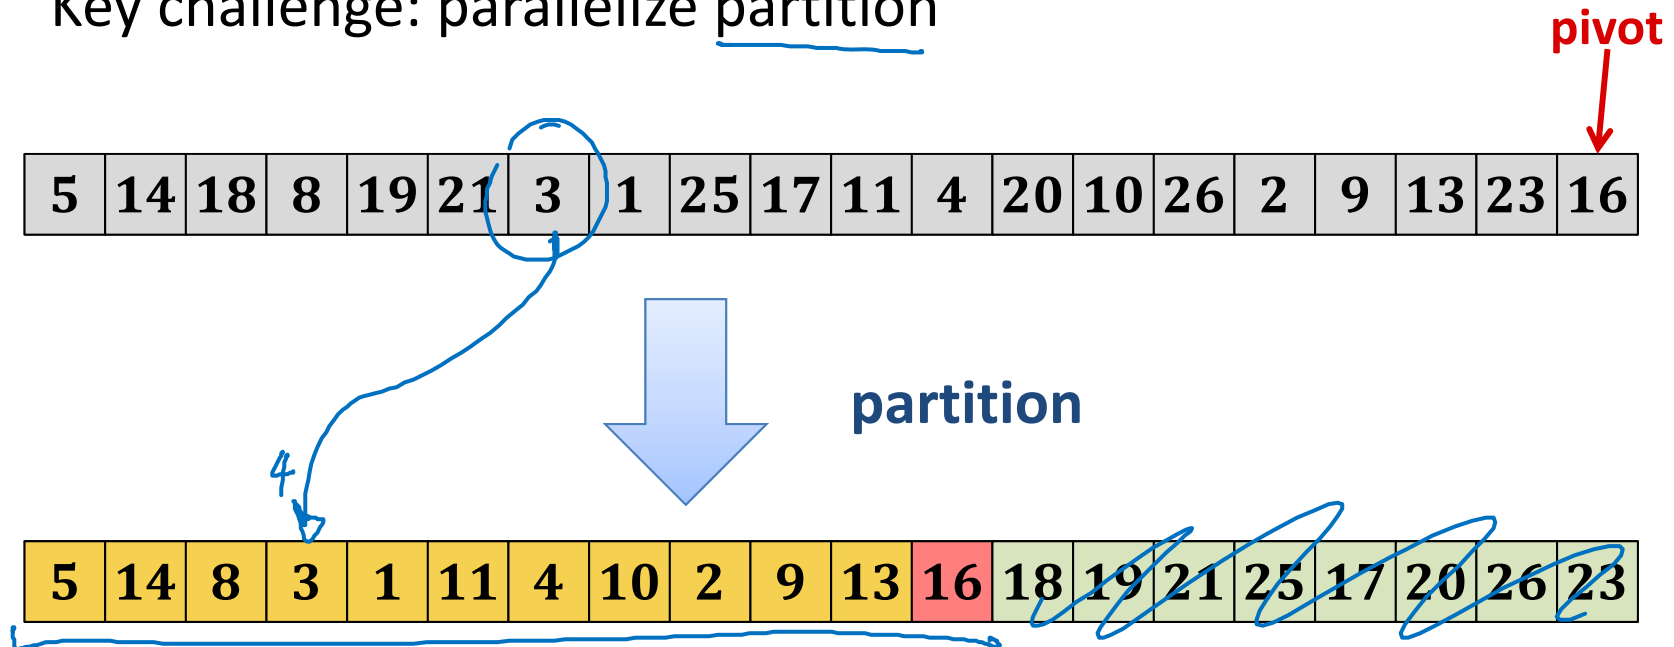 Key challenge: parallelize partition
pivot
5 14 18 8 19 21 3 1 25 17 11 4 20 10 26 2 9 13 23 16
partition
4
5 14 8 3 1 11 4 10 2 9 13 16 18 19 21 25 17 20 26 23